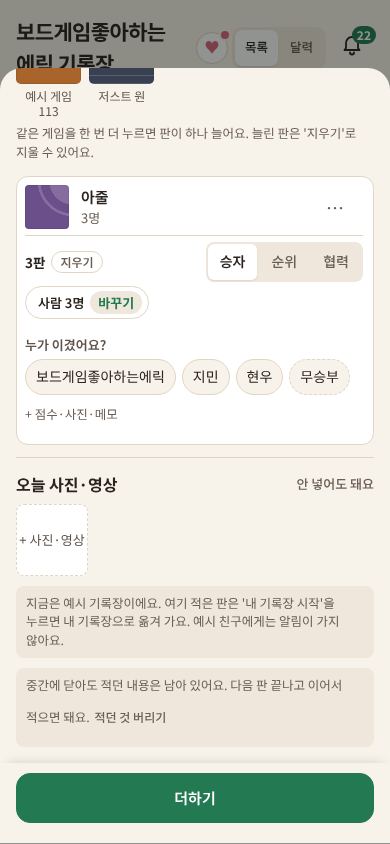 보드게임좋아하는
에릭 기록장
목록
달력
22
예시 게임
113
저스트 원
같은 게임을 한 번 더 누르면 판이 하나 늘어요. 늘린 판은 '지우기'로
지울 수 있어요.
아줄
3명
...
3판
지우기
승자
순위
협력
사람 3명
바꾸기
누가 이겼어요?
보드게임좋아하는에릭
지민
현우
무승부
+ 점수·사진·메모
오늘 사진·영상
안 넣어도 돼요
+ 사진·영상
지금은 예시 기록장이에요. 여기 적은 판은 '내 기록장 시작'을
누르면 내 기록장으로 옮겨 가요. 예시 친구에게는 알림이 가지
않아요.
중간에 닫아도 적던 내용은 남아 있어요. 다음 판 끝나고 이어서
적으면 돼요. 적던 것 버리기
더하기